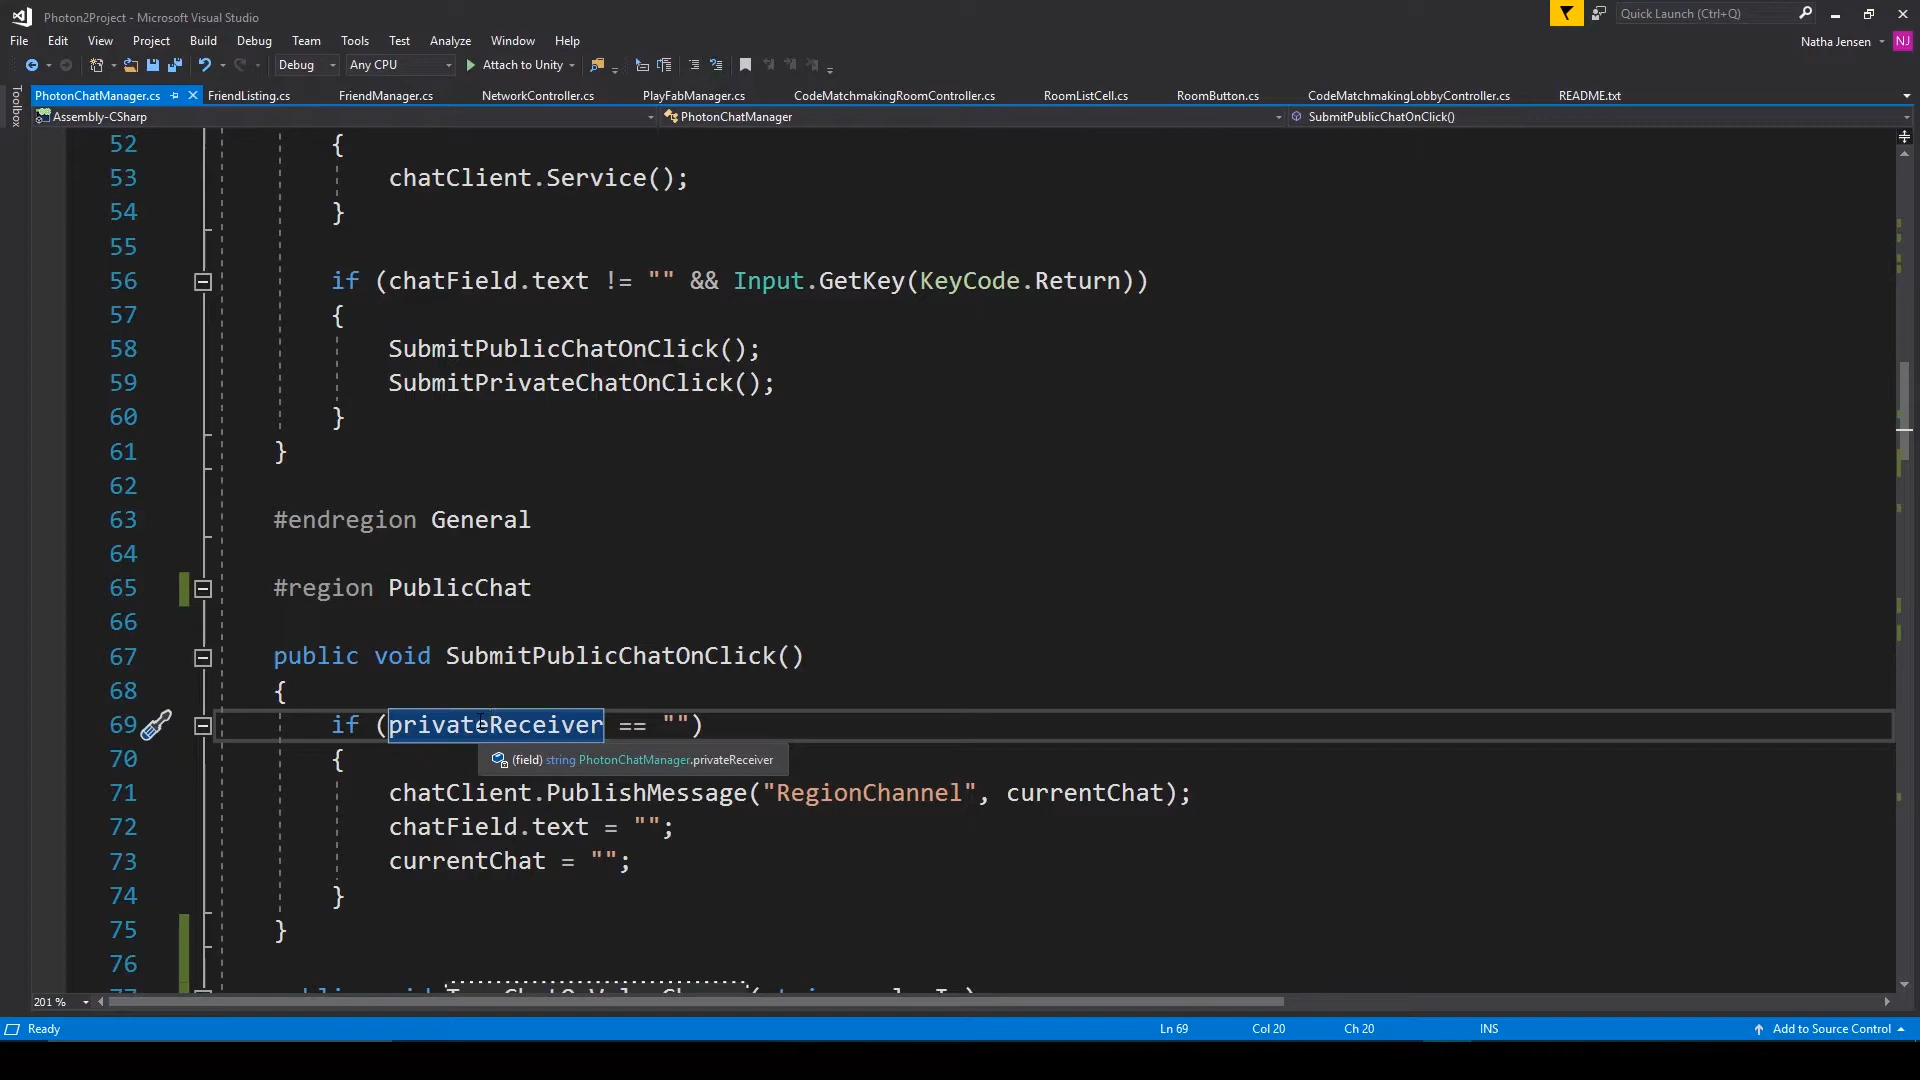 Photon2Project - Microsoft Visual Studio
Quick Launch (Ctrl+Q)
File Edit View Project Build Debug Team Tools Test Analyze Window Help
Natha Jensen NJ
Debug Any CPU Attach to Unity
PhotonChatManager.cs FriendListing.cs FriendManager.cs NetworkController.cs PlayFabManager.cs CodeMatchmakingRoomController.cs RoomListCell.cs RoomButton.cs CodeMatchmakingLobbyController.cs README.txt
Toolbox
Assembly-CSharp PhotonChatManager SubmitPublicChatOnClick()
52 {
53 chatClient.Service();
54 }
55
56 if (chatField.text != "" && Input.GetKey(KeyCode.Return))
57 {
58 SubmitPublicChatOnClick();
59 SubmitPrivateChatOnClick();
60 }
61 }
62
63 #endregion General
64
65 #region PublicChat
66
67 public void SubmitPublicChatOnClick()
68 {
69 if (privateReceiver == "")
(field) string PhotonChatManager.privateReceiver
70 {
71 chatClient.PublishMessage("RegionChannel", currentChat);
72 chatField.text = "";
73 currentChat = "";
74 }
75 }
76
201 %
Ready Ln 69 Col 20 Ch 20 INS Add to Source Control